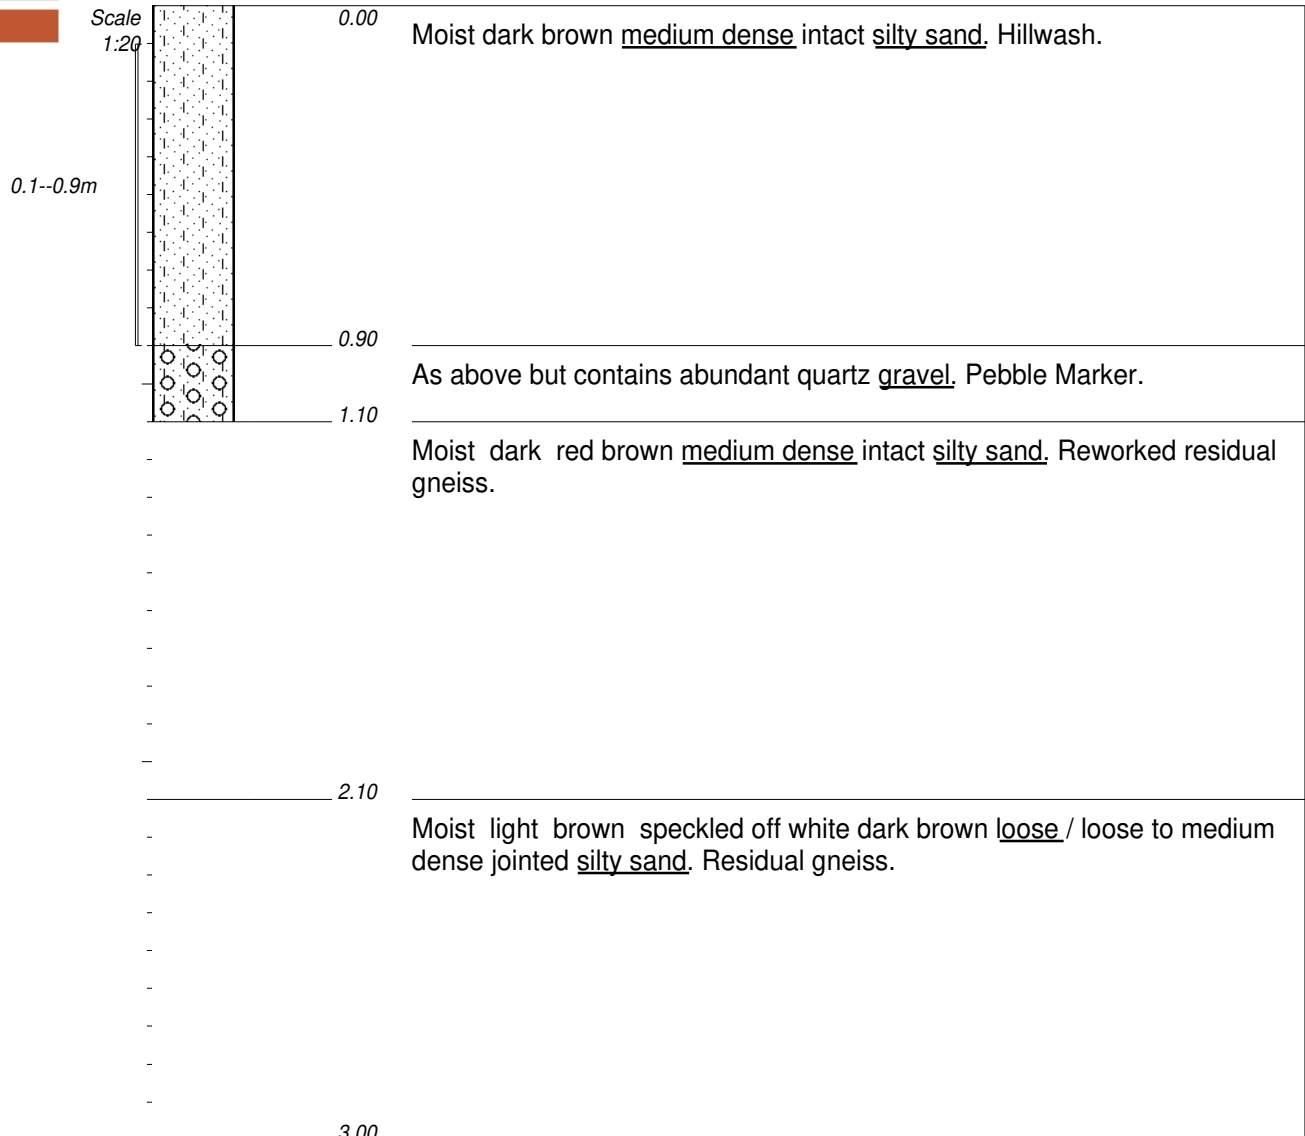 Scale
1:20
0.00
Moist dark brown medium dense intact silty sand. Hillwash.
0.1--0.9m
0.90
As above but contains abundant quartz gravel. Pebble Marker.
1.10
Moist dark red brown medium dense intact silty sand. Reworked residual
gneiss.
2.10
Moist light brown speckled off white dark brown loose / loose to medium
dense jointed silty sand. Residual gneiss.
3.00